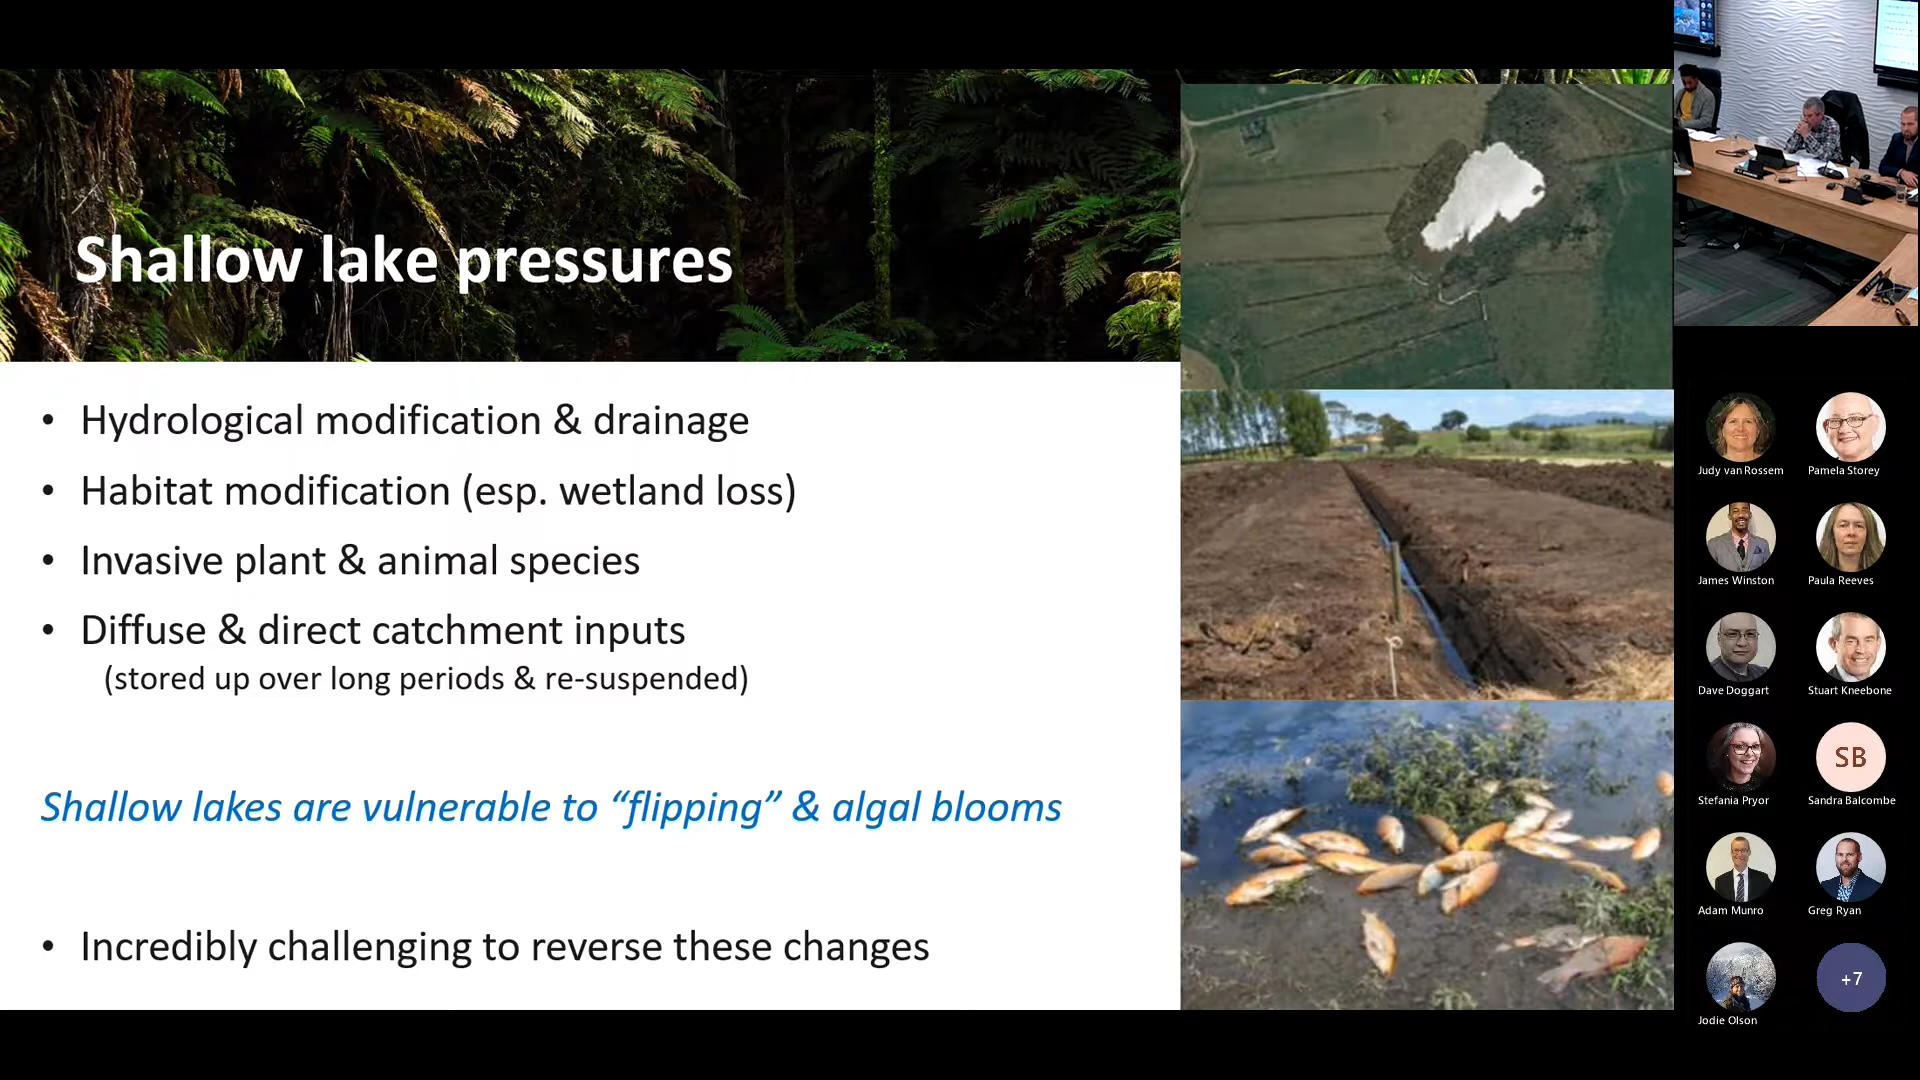 Shallow lake pressures
• Hydrological modification & drainage
• Habitat modification (esp. wetland loss)
• Invasive plant & animal species
• Diffuse & direct catchment inputs
(stored up over long periods & re-suspended)
Shallow lakes are vulnerable to “flipping” & algal blooms
• Incredibly challenging to reverse these changes
Judy van Rossem
Pamela Storey
James Winston
Paula Reeves
Dave Doggart
Stuart Kneebone
Stefania Pryor
SB
Sandra Balcombe
Adam Munro
Greg Ryan
Jodie Olson
+7